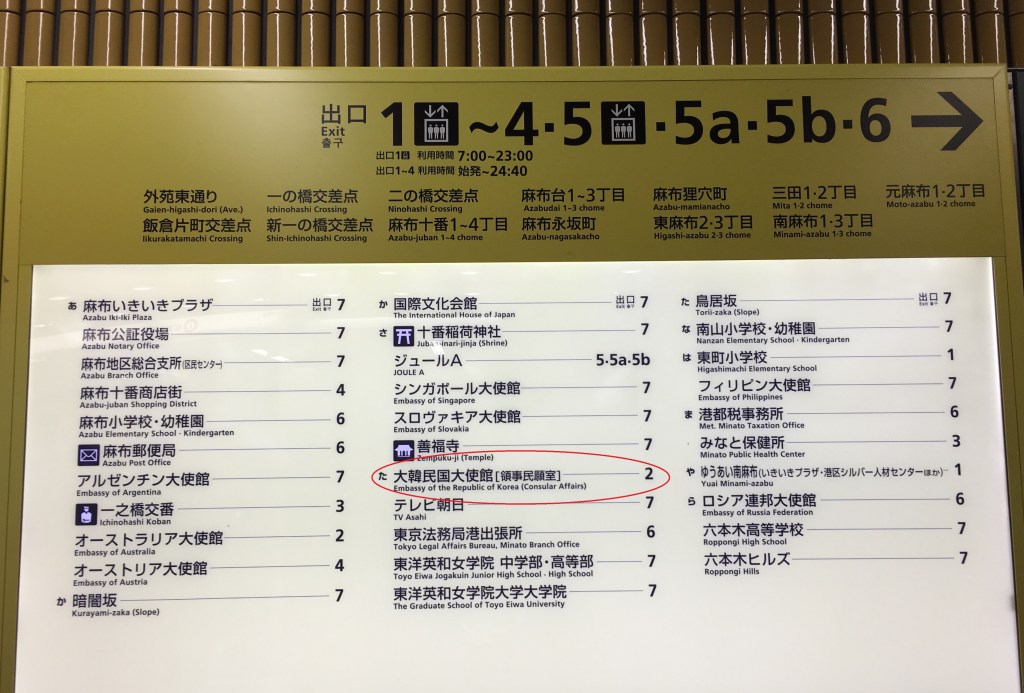 出口
Exit
출구
1~4·5·5a·5b·6
出口1 利用時間 7:00~23:00
出口1~4 利用時間 始発~24:40
外苑東通り
Gaien-higashi-dori (Ave.)
一の橋交差点
Ichinohashi Crossing
二の橋交差点
Ninohashi Crossing
麻布台1~3丁目
Azabudai 1~3 chome
麻布狸穴町
Azabu-mamianacho
三田1·2丁目
Mita 1·2 chome
元麻布1·2丁目
Moto-azabu 1·2 chome
飯倉片町交差点
Iikurakatamachi Crossing
新一の橋交差点
Shin-Ichinohashi Crossing
麻布十番1~4丁目
Azabu-juban 1~4 chome
麻布永坂町
Azabu-nagasakacho
東麻布2·3丁目
Higashi-azabu 2·3 chome
南麻布1·3丁目
Minami-azabu 1·3 chome
あ 麻布いきいきプラザ 出口 7
Azabu Iki-Iki Plaza Exit
麻布公証役場 7
Azabu Notary Office
麻布地区総合支所(区民センター) 7
Azabu Branch Office
麻布十番商店街 4
Azabu-juban Shopping District
麻布小学校·幼稚園 6
Azabu Elementary School · Kindergarten
麻布郵便局 6
Azabu Post Office
アルゼンチン大使館 7
Embassy of Argentina
一之橋交番 3
Ichinohashi Koban
オーストラリア大使館 2
Embassy of Australia
オーストリア大使館 4
Embassy of Austria
か 暗闇坂 7
Kurayami-zaka (Slope)
か 国際文化会館 出口 7
The International House of Japan Exit
さ 十番稲荷神社 7
Juban-inari-jinja (Shrine)
ジュールA 5·5a·5b
JOULE A
シンガポール大使館 7
Embassy of Singapore
スロヴァキア大使館 7
Embassy of Slovakia
善福寺 7
Zempuku-ji (Temple)
た 大韓民国大使館[領事民願室] 2
Embassy of the Republic of Korea (Consular Affairs)
テレビ朝日 7
TV Asahi
東京法務局港出張所 6
Tokyo Legal Affairs Bureau, Minato Branch Office
東洋英和女学院 中学部·高等部 7
Toyo Eiwa Jogakuin Junior High School · High School
東洋英和女学院大学大学院 7
The Graduate School of Toyo Eiwa University
た 鳥居坂 出口 7
Torii-zaka (Slope) Exit
な 南山小学校·幼稚園 7
Nanzan Elementary School · Kindergarten
は 東町小学校 1
Higashimachi Elementary School
フィリピン大使館 7
Embassy of Philippines
ま 港都税事務所 6
Met. Minato Taxation Office
みなと保健所 3
Minato Public Health Center
や ゆうあい南麻布(いきいきプラザ·港区シルバー人材センターほか) 1
Yuai Minami-azabu
ら ロシア連邦大使館 6
Embassy of Russia Federation
六本木高等学校 7
Roppongi High School
六本木ヒルズ 7
Roppongi Hills